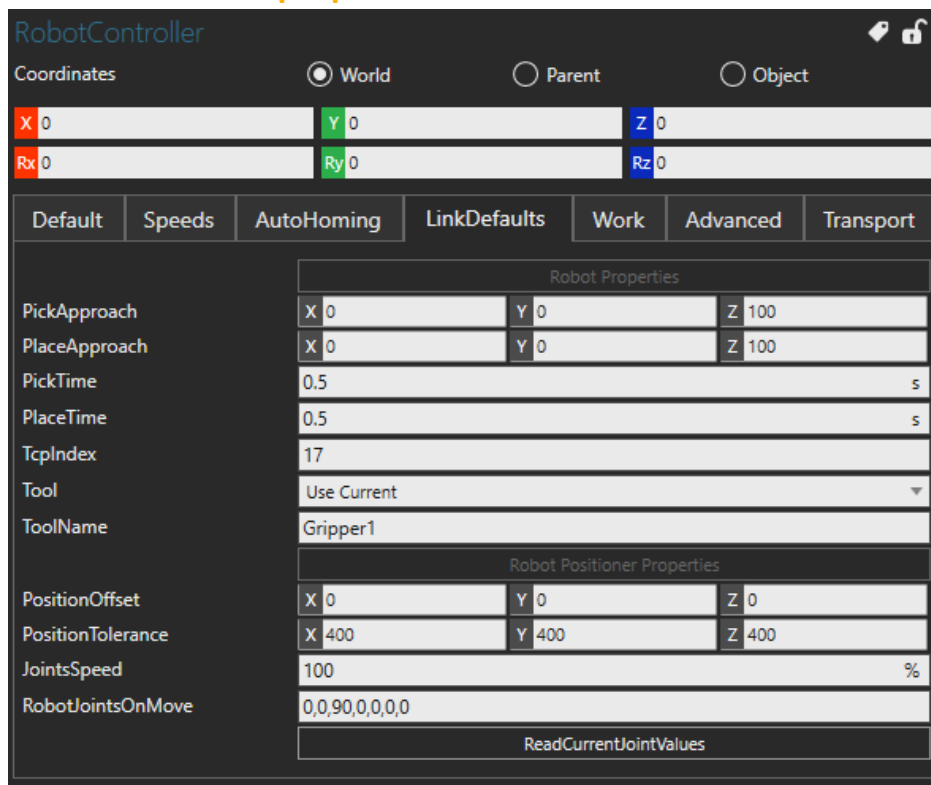 RobotController
Coordinates World Parent Object
X 0 Y 0 Z 0
Rx 0 Ry 0 Rz 0
Default Speeds AutoHoming LinkDefaults Work Advanced Transport
Robot Properties
PickApproach X 0 Y 0 Z 100
PlaceApproach X 0 Y 0 Z 100
PickTime 0.5 s
PlaceTime 0.5 s
TcpIndex 17
Tool Use Current
ToolName Gripper1
Robot Positioner Properties
PositionOffset X 0 Y 0 Z 0
PositionTolerance X 400 Y 400 Z 400
JointsSpeed 100 %
RobotJointsOnMove 0,0,90,0,0,0,0
ReadCurrentJointValues